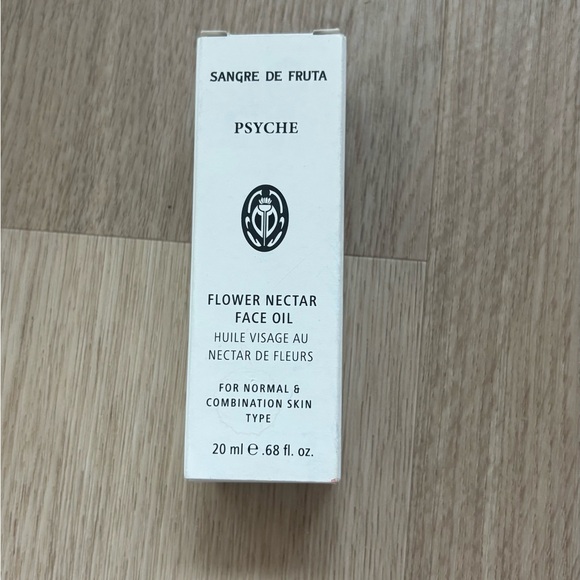 SANGRE DE FRUTA
PSYCHE
FLOWER NECTAR
FACE OIL
HUILE VISAGE AU
NECTAR DE FLEURS
FOR NORMAL &
COMBINATION SKIN
TYPE
20 ml ℮ .68 fl. oz.